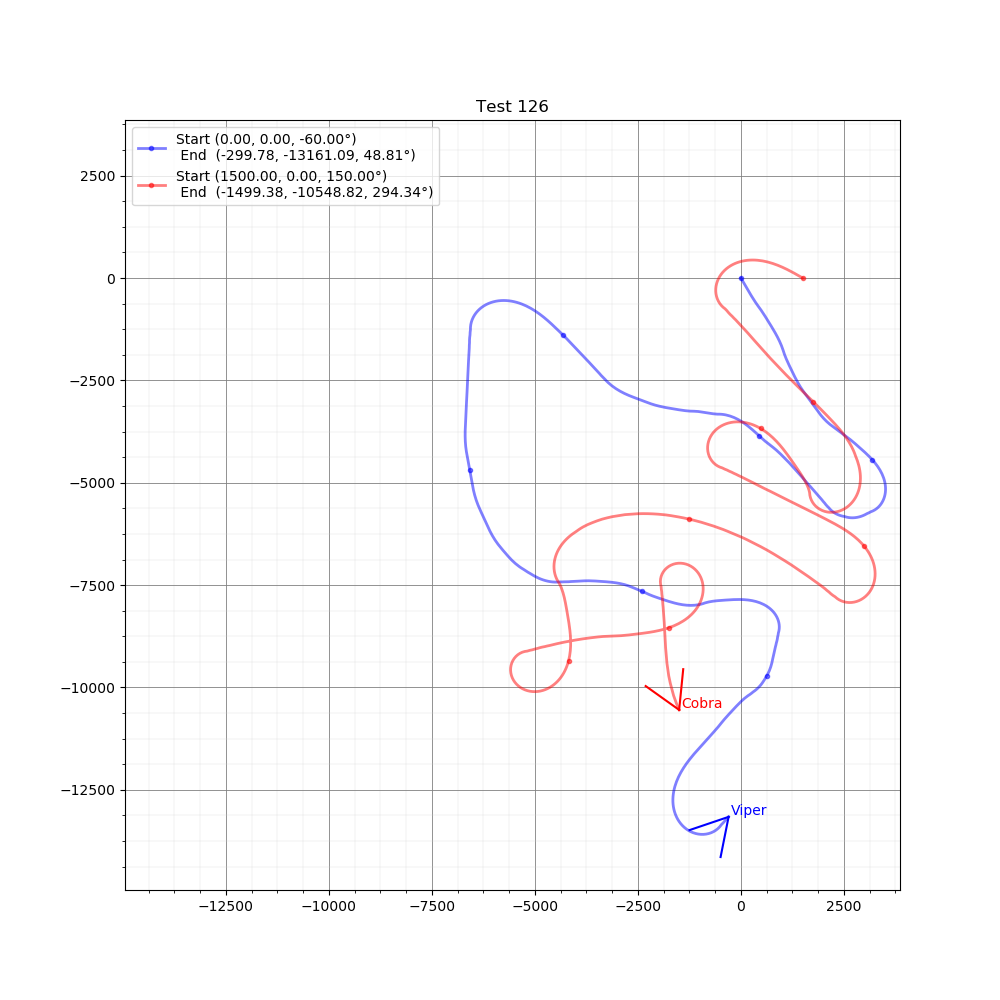 Test 126
Start (0.00, 0.00, -60.00°)
End (-299.78, -13161.09, 48.81°)
Start (1500.00, 0.00, 150.00°)
End (-1499.38, -10548.82, 294.34°)
2500
0
−2500
−5000
−7500
−10000
−12500
Cobra
Viper
−12500 −10000 −7500 −5000 −2500 0 2500